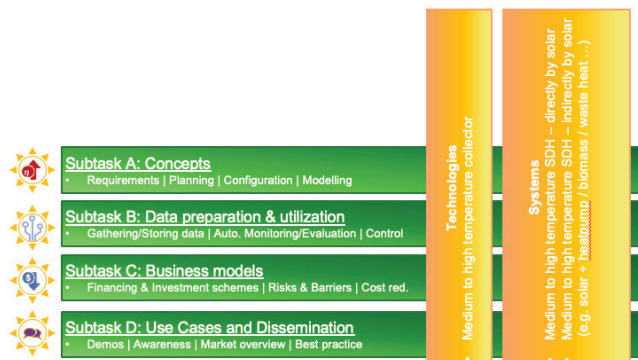 Subtask A: Concepts
• Requirements | Planning | Configuration | Modelling
Subtask B: Data preparation & utilization
• Gathering/Storing data | Auto. Monitoring/Evaluation | Control
Subtask C: Business models
• Financing & Investment schemes | Risks & Barriers | Cost red.
Subtask D: Use Cases and Dissemination
• Demos | Awareness | Market overview | Best practice
Technologies
• Medium to high temperature collector
Systems
• Medium to high temperature SDH – directly by solar
• Medium to high temperature SDH – indirectly by solar
(e.g. solar + heatbump / biomass / waste heat ...)